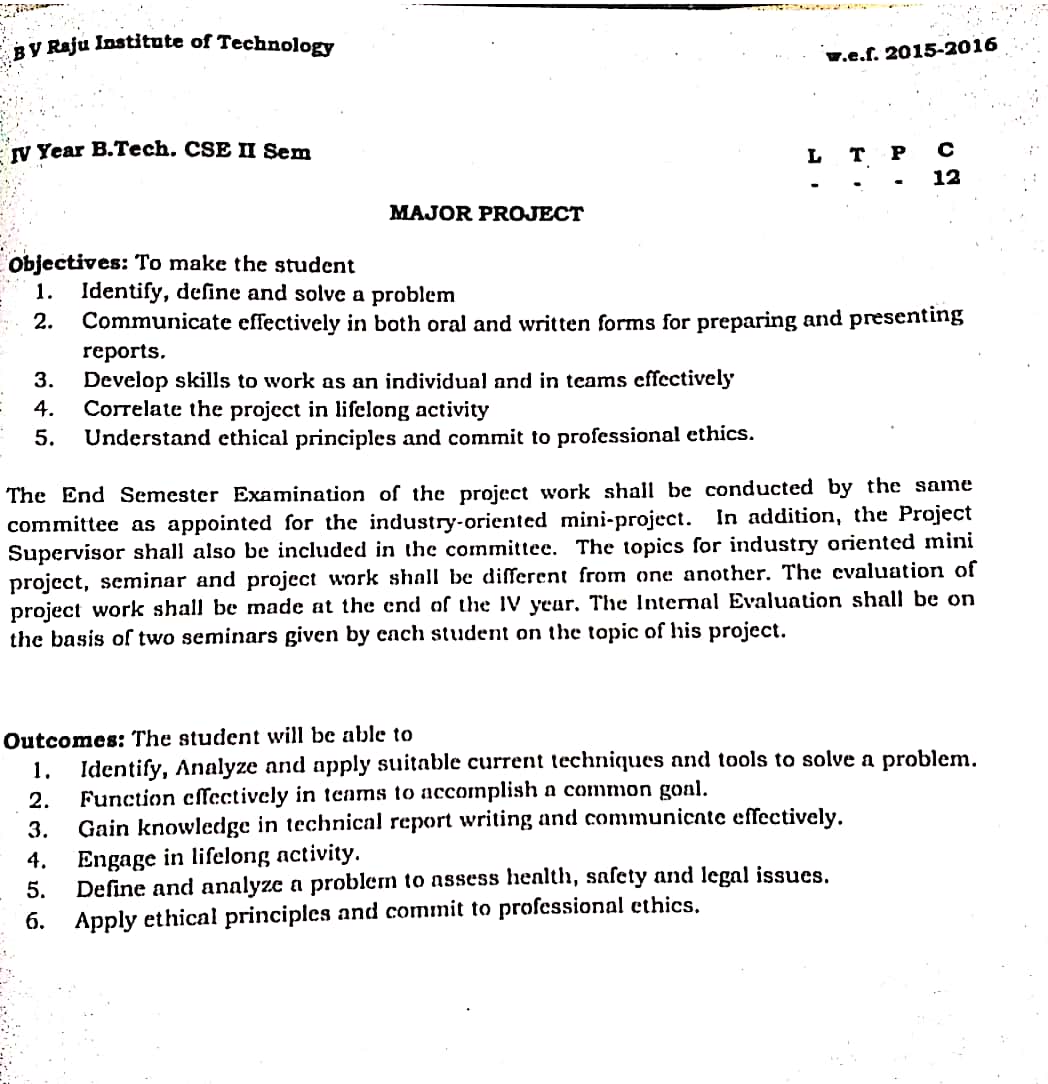 B V Raju Institute of Technology
w.e.f. 2015-2016
IV Year B.Tech. CSE II Sem
L T P C
- - - 12
MAJOR PROJECT
Objectives: To make the student
1. Identify, define and solve a problem
2. Communicate effectively in both oral and written forms for preparing and presenting
reports.
3. Develop skills to work as an individual and in teams effectively
4. Correlate the project in lifelong activity
5. Understand ethical principles and commit to professional ethics.
The End Semester Examination of the project work shall be conducted by the same
committee as appointed for the industry-oriented mini-project. In addition, the Project
Supervisor shall also be included in the committee. The topics for industry oriented mini
project, seminar and project work shall be different from one another. The evaluation of
project work shall be made at the end of the IV year. The Internal Evaluation shall be on
the basis of two seminars given by each student on the topic of his project.
Outcomes: The student will be able to
1. Identify, Analyze and apply suitable current techniques and tools to solve a problem.
2. Function effectively in teams to accomplish a common goal.
3. Gain knowledge in technical report writing and communicate effectively.
4. Engage in lifelong activity.
5. Define and analyze a problem to assess health, safety and legal issues.
6. Apply ethical principles and commit to professional ethics.